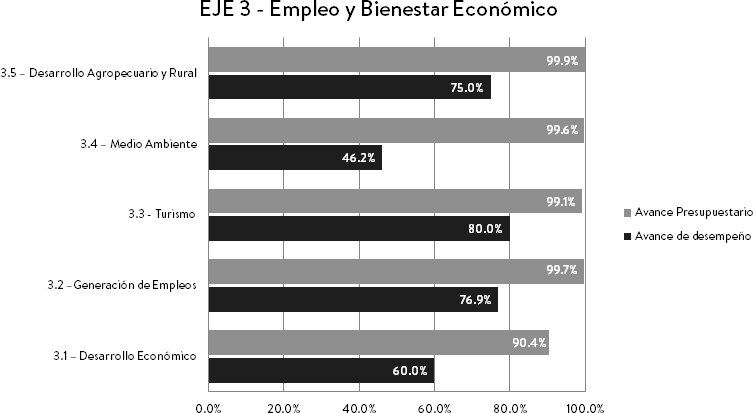 EJE 3 - Empleo y Bienestar Económico
3.5 – Desarrollo Agropecuario y Rural
99.9%
75.0%
3.4 – Medio Ambiente
99.6%
46.2%
3.3 - Turismo
99.1%
80.0%
3.2 –Generación de Empleos
99.7%
76.9%
3.1 – Desarrollo Económico
90.4%
60.0%
Avance Presupuestario
Avance de desempeño
0.0% 20.0% 40.0% 60.0% 80.0% 100.0%